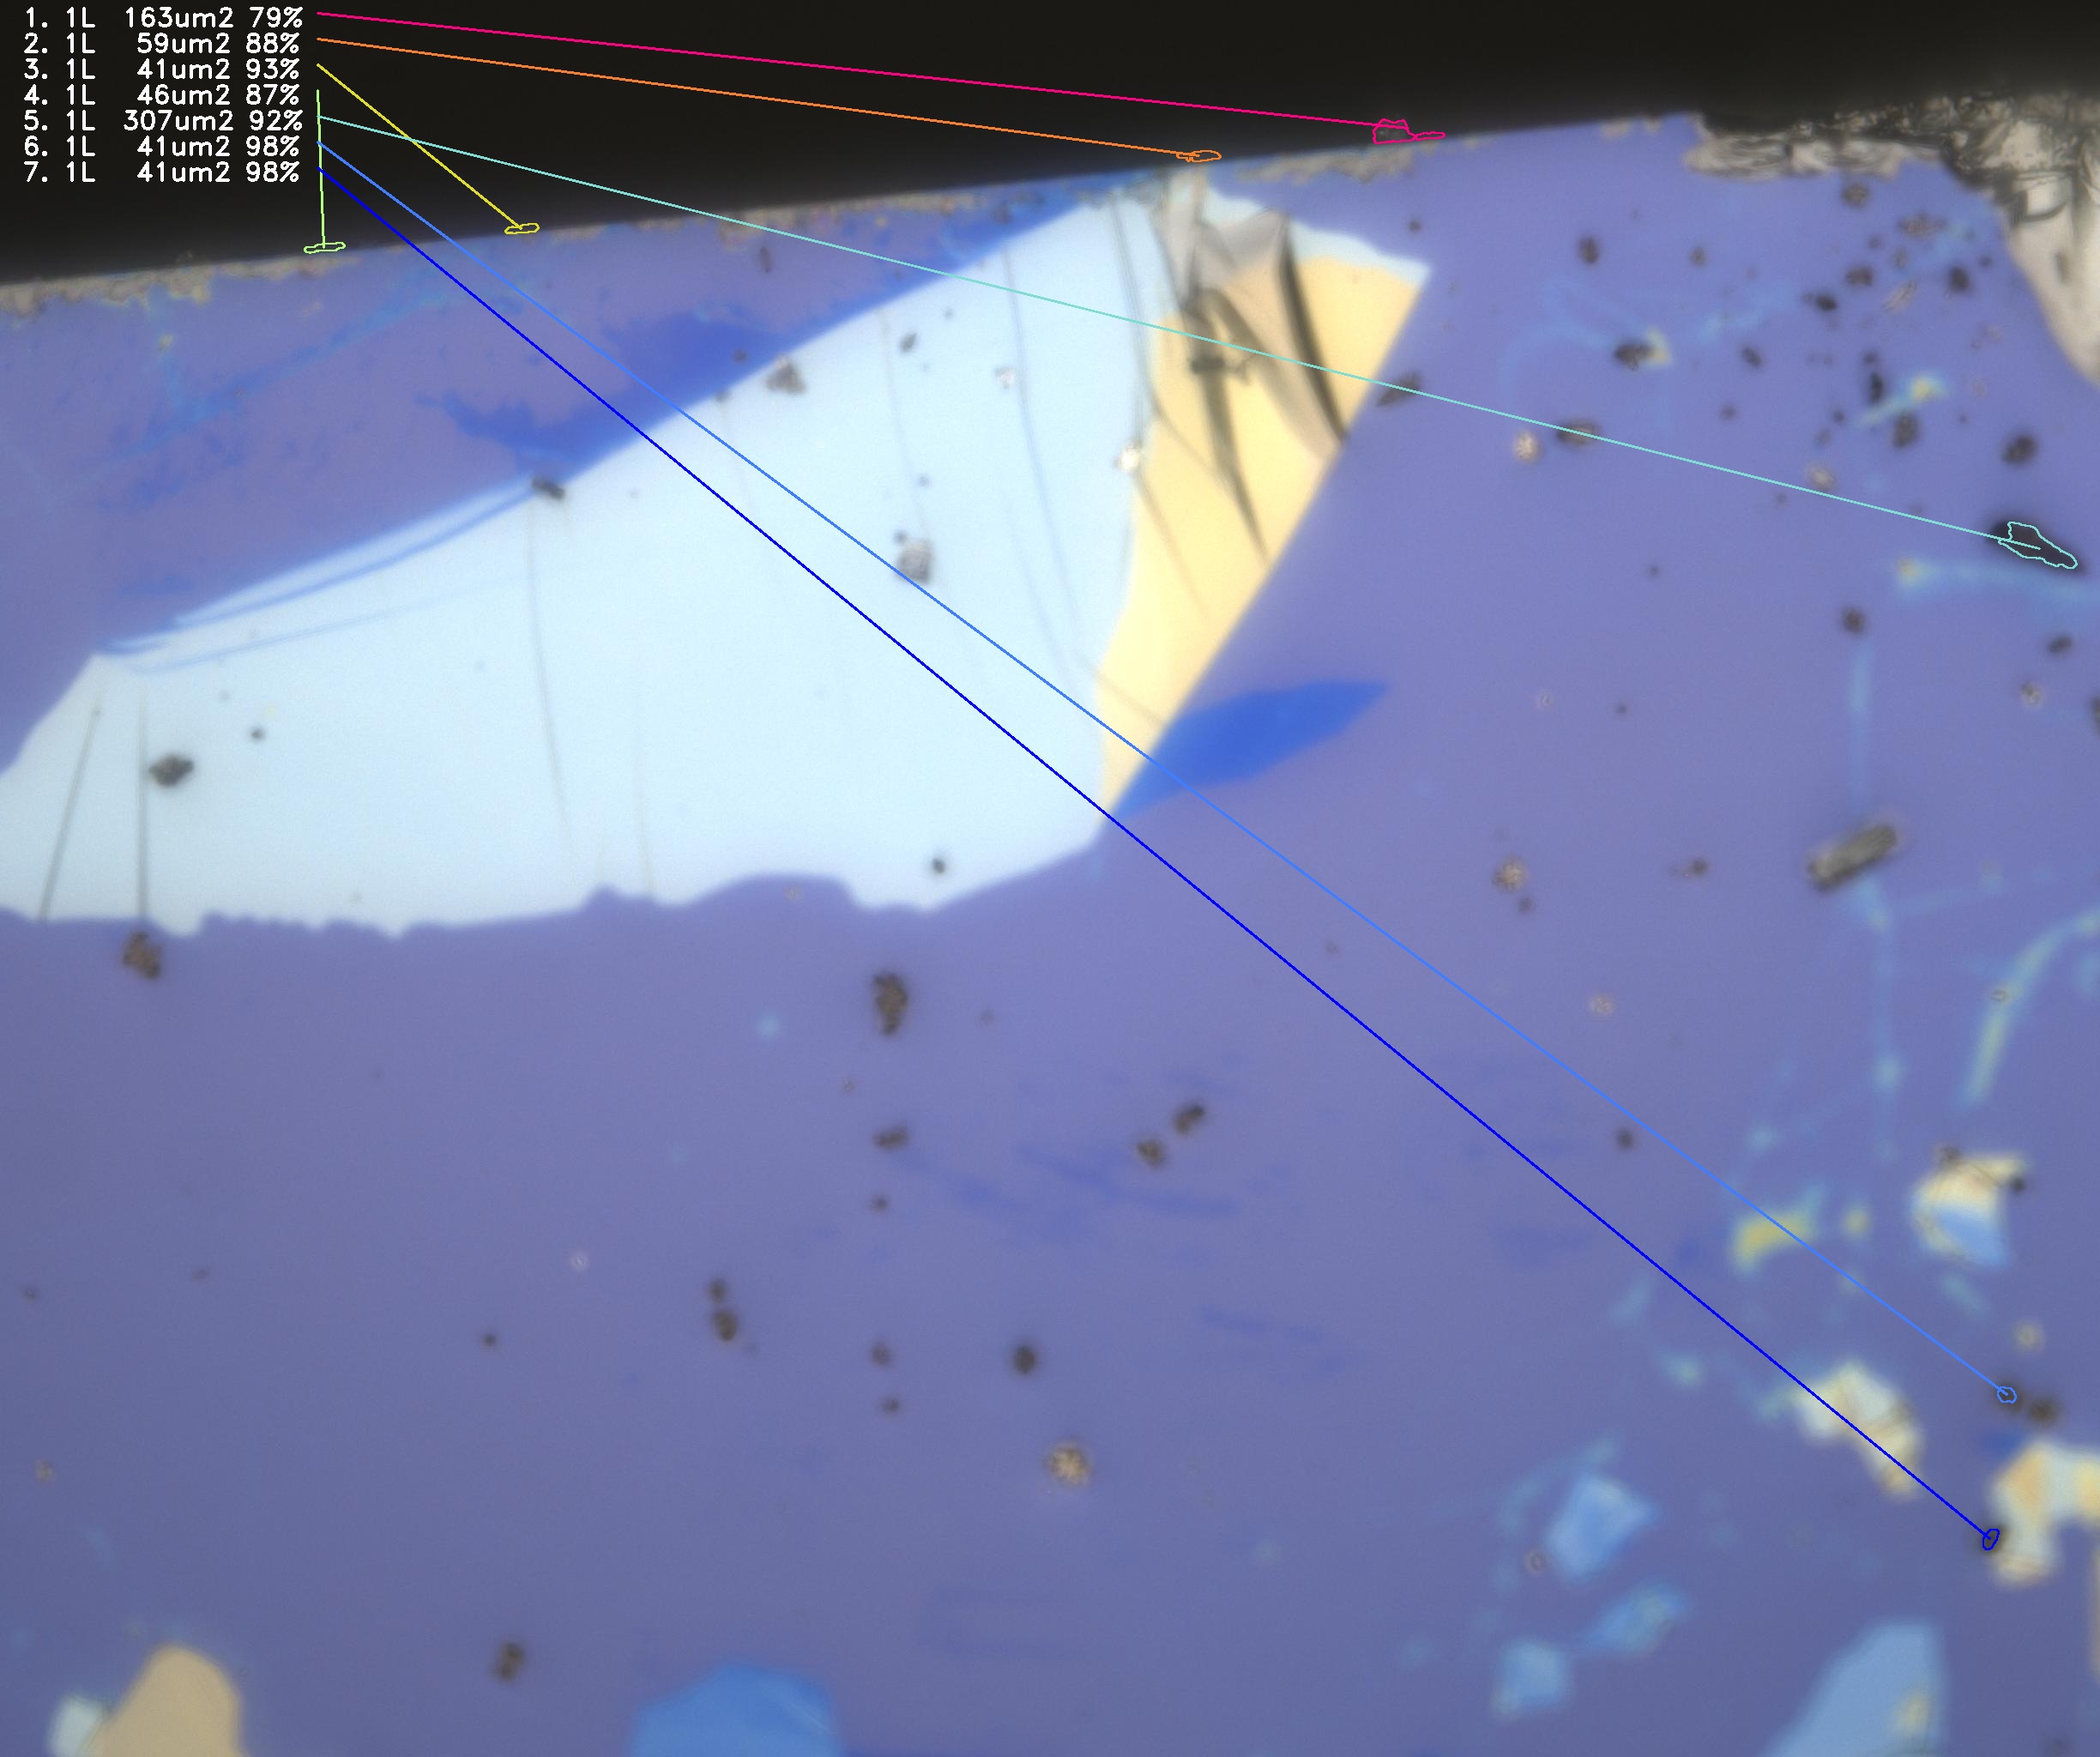 1. 1L 163um2 79%
2. 1L 59um2 88%
3. 1L 41um2 93%
4. 1L 46um2 87%
5. 1L 307um2 92%
6. 1L 41um2 98%
7. 1L 41um2 98%